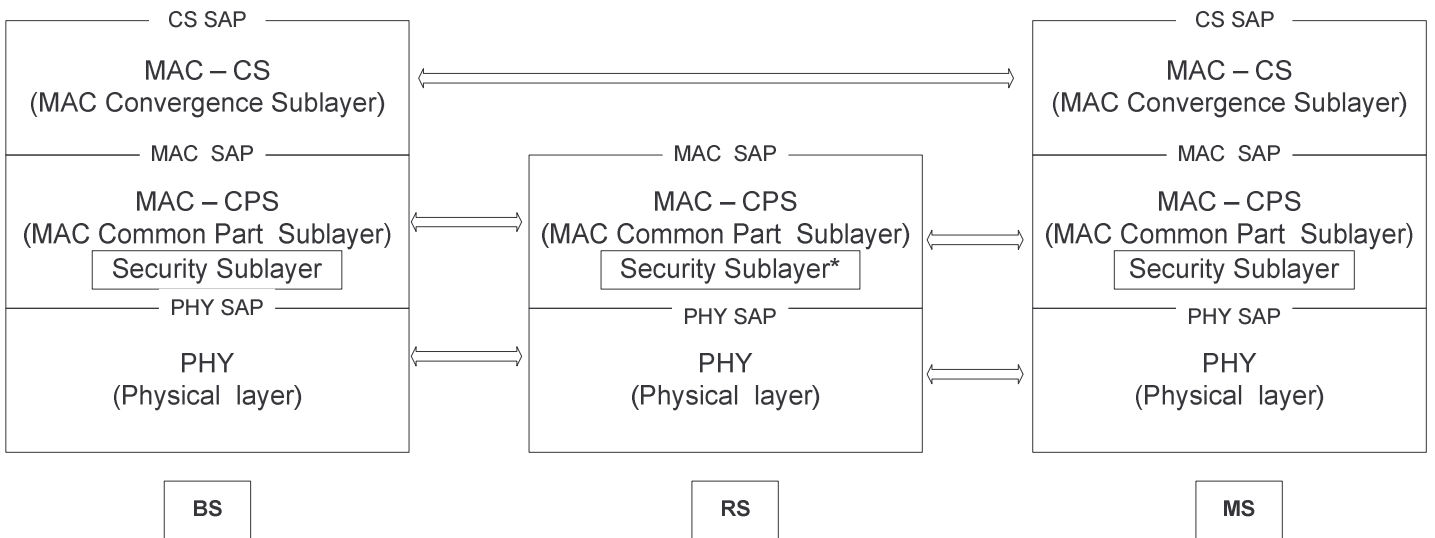 CS SAP
MAC – CS
(MAC Convergence Sublayer)
MAC SAP
MAC – CPS
(MAC Common Part Sublayer)
Security Sublayer
PHY SAP
PHY
(Physical layer)
BS
MAC SAP
MAC – CPS
(MAC Common Part Sublayer)
Security Sublayer*
PHY SAP
PHY
(Physical layer)
RS
CS SAP
MAC – CS
(MAC Convergence Sublayer)
MAC SAP
MAC – CPS
(MAC Common Part Sublayer)
Security Sublayer
PHY SAP
PHY
(Physical layer)
MS